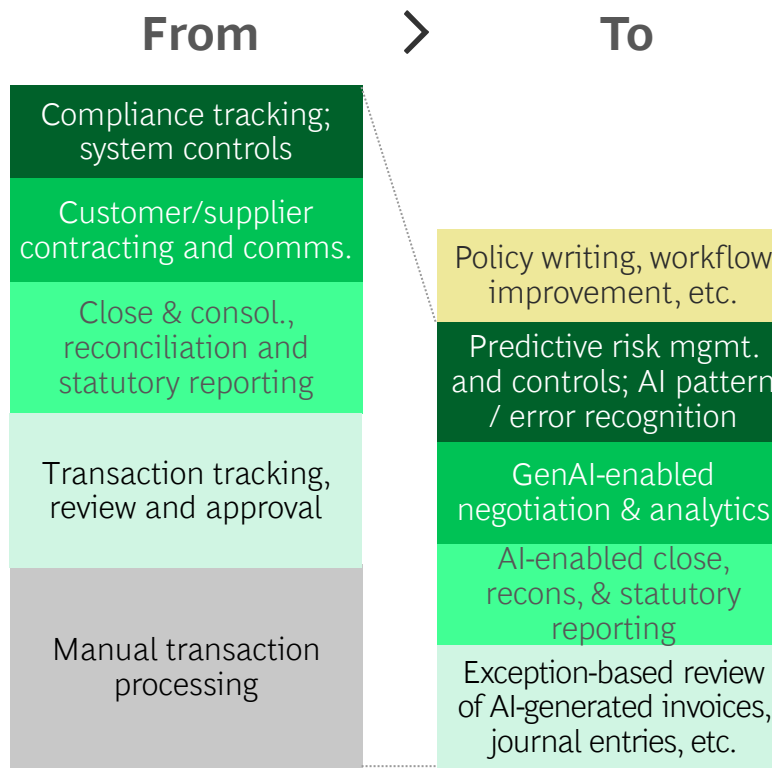 From > To
Compliance tracking;
system controls
Customer/supplier
contracting and comms.
Close & consol.,
reconciliation and
statutory reporting
Transaction tracking,
review and approval
Manual transaction
processing
Policy writing, workflow
improvement, etc.
Predictive risk mgmt.
and controls; AI pattern
/ error recognition
GenAI-enabled
negotiation & analytics
AI-enabled close,
recons, & statutory
reporting
Exception-based review
of AI-generated invoices,
journal entries, etc.